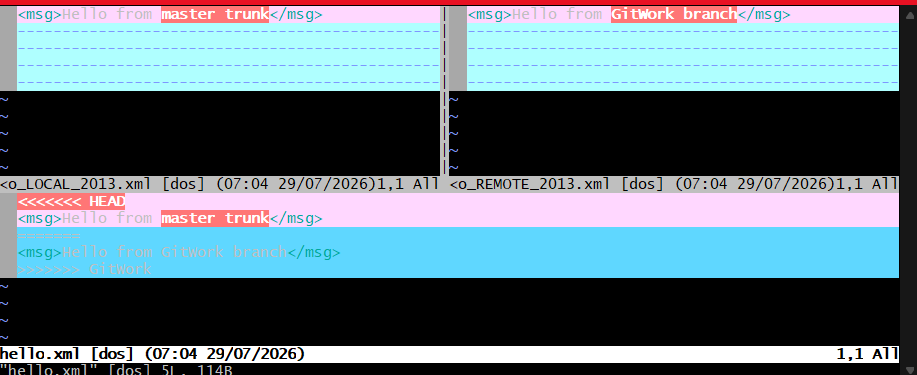 <msg>Hello from master trunk</msg>
<msg>Hello from GitWork branch</msg>
~ ~
~ ~
~ ~
~ ~
~ ~
<o_LOCAL_2013.xml [dos] (07:04 29/07/2026)1,1 All <o_REMOTE_2013.xml [dos] (07:04 29/07/2026)1,1 All
<<<<<<< HEAD
<msg>Hello from master trunk</msg>
=======
<msg>Hello from GitWork branch</msg>
>>>>>>> GitWork
~
~
~
~
hello.xml [dos] (07:04 29/07/2026) 1,1 All
"hello.xml" [dos] 5L, 114B